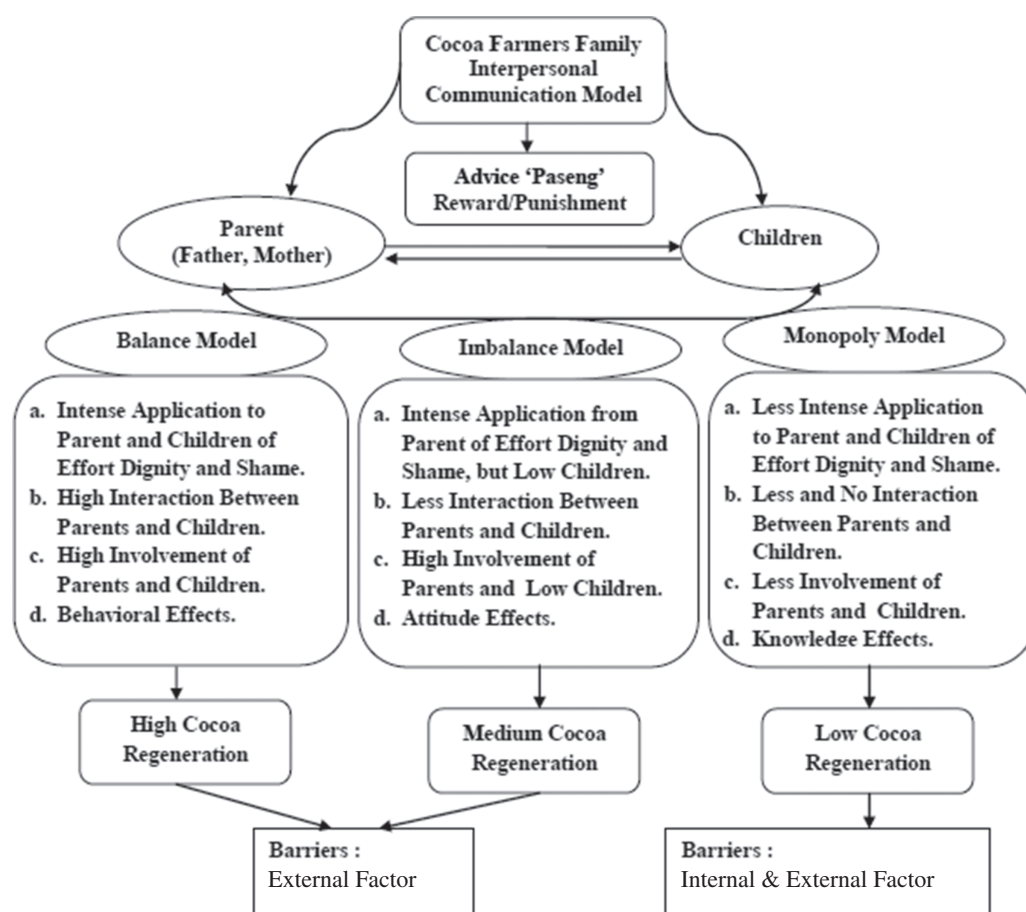 Cocoa Farmers Family
Interpersonal
Communication Model
Advice ‘Paseng’
Reward/Punishment
Parent
(Father, Mother)
Children
Balance Model
Imbalance Model
Monopoly Model
a. Intense Application to
Parent and Children of
Effort Dignity and Shame.
b. High Interaction Between
Parents and Children.
c. High Involvement of
Parents and Children.
d. Behavioral Effects.
a. Intense Application from
Parent of Effort Dignity and
Shame, but Low Children.
b. Less Interaction Between
Parents and Children.
c. High Involvement of
Parents and Low Children.
d. Attitude Effects.
a. Less Intense Application
to Parent and Children of
Effort Dignity and Shame.
b. Less and No Interaction
Between Parents and
Children.
c. Less Involvement of
Parents and Children.
d. Knowledge Effects.
High Cocoa
Regeneration
Medium Cocoa
Regeneration
Low Cocoa
Regeneration
Barriers :
External Factor
Barriers :
Internal & External Factor